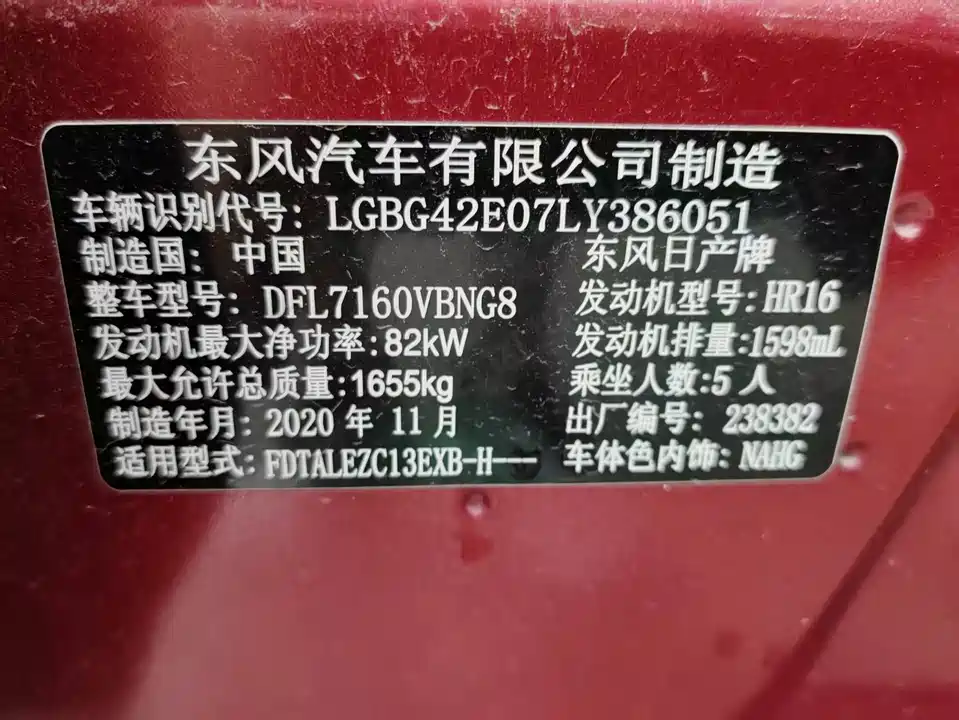 东风汽车有限公司制造
车辆识别代号: LGBG42E07LY386051
制造国: 中国 东风日产牌
整车型号: DFL7160VBNG8 发动机型号: HR16
发动机最大净功率:82kW 发动机排量:1598mL
最大允许总质量:1655kg 乘坐人数:5人
制造年月: 2020 年 11 月 出厂编号: 238382
适用型式: FDTALEZC13EXB-H--- 车体色内饰: NAHG